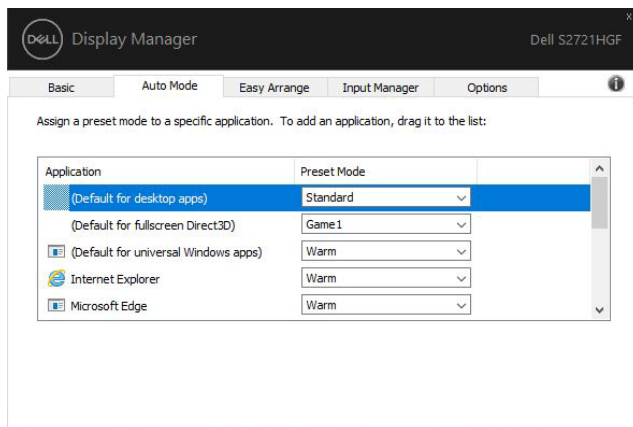 x
DELL Display Manager Dell S2721HGF
Basic Auto Mode Easy Arrange Input Manager Options i
Assign a preset mode to a specific application. To add an application, drag it to the list:
Application Preset Mode
(Default for desktop apps) Standard
(Default for fullscreen Direct3D) Game1
(Default for universal Windows apps) Warm
Internet Explorer Warm
Microsoft Edge Warm